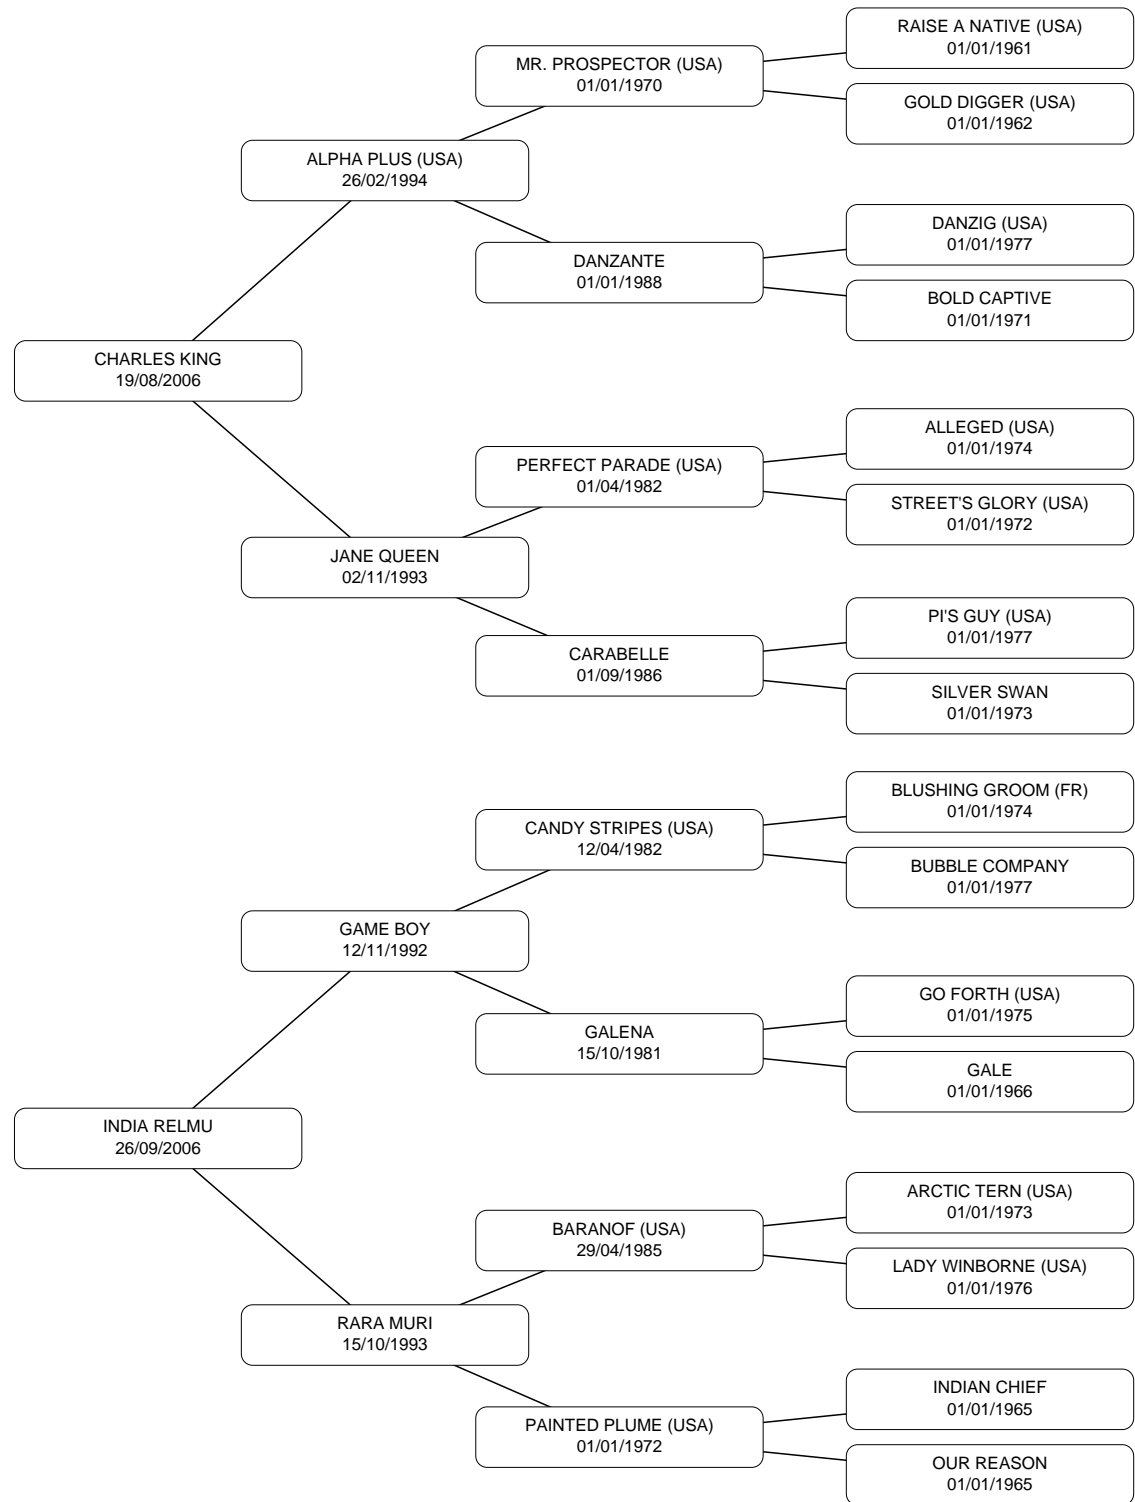 RAISE A NATIVE (USA)
01/01/1961
MR. PROSPECTOR (USA)
01/01/1970
GOLD DIGGER (USA)
01/01/1962
ALPHA PLUS (USA)
26/02/1994
DANZIG (USA)
01/01/1977
DANZANTE
01/01/1988
BOLD CAPTIVE
01/01/1971
CHARLES KING
19/08/2006
ALLEGED (USA)
01/01/1974
PERFECT PARADE (USA)
01/04/1982
STREET'S GLORY (USA)
01/01/1972
JANE QUEEN
02/11/1993
PI'S GUY (USA)
01/01/1977
CARABELLE
01/09/1986
SILVER SWAN
01/01/1973
BLUSHING GROOM (FR)
01/01/1974
CANDY STRIPES (USA)
12/04/1982
BUBBLE COMPANY
01/01/1977
GAME BOY
12/11/1992
GO FORTH (USA)
01/01/1975
GALENA
15/10/1981
GALE
01/01/1966
INDIA RELMU
26/09/2006
ARCTIC TERN (USA)
01/01/1973
BARANOF (USA)
29/04/1985
LADY WINBORNE (USA)
01/01/1976
RARA MURI
15/10/1993
INDIAN CHIEF
01/01/1965
PAINTED PLUME (USA)
01/01/1972
OUR REASON
01/01/1965